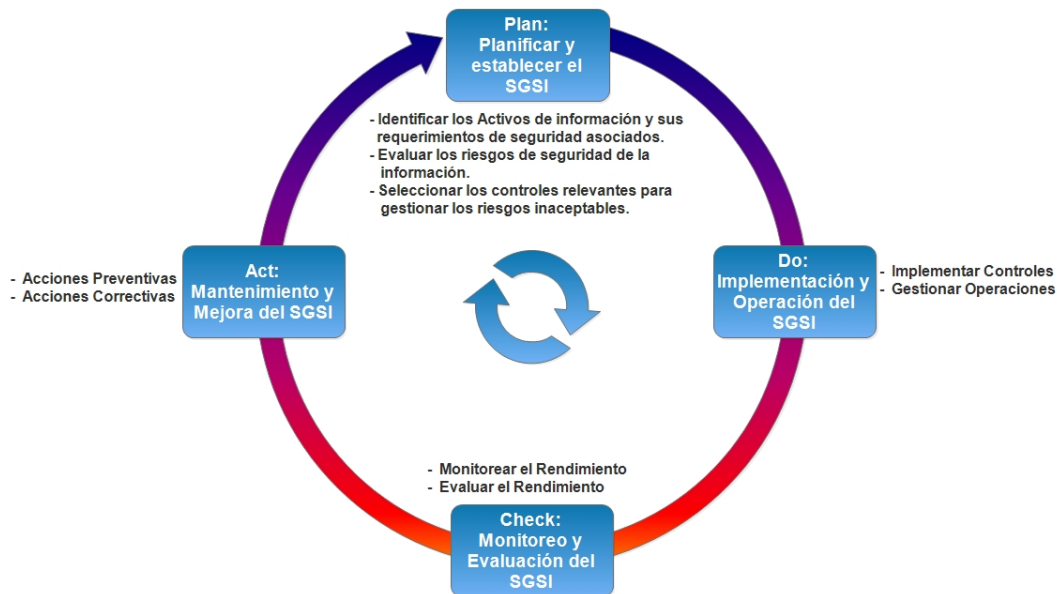 Plan:
Planificar y
establecer el
SGSI
- Identificar los Activos de información y sus
requerimientos de seguridad asociados.
- Evaluar los riesgos de seguridad de la
información.
- Seleccionar los controles relevantes para
gestionar los riesgos inaceptables.
- Acciones Preventivas
- Acciones Correctivas
Act:
Mantenimiento y
Mejora del SGSI
Do:
Implementación y
Operación del
SGSI
- Implementar Controles
- Gestionar Operaciones
- Monitorear el Rendimiento
- Evaluar el Rendimiento
Check:
Monitoreo y
Evaluación del
SGSI